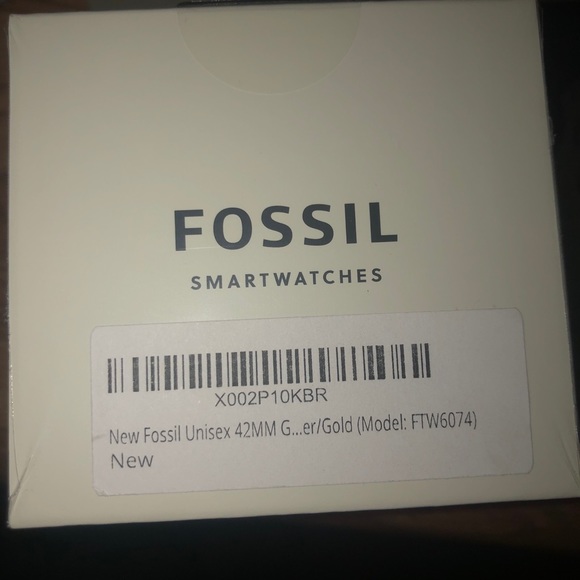 FOSSIL
SMARTWATCHES
X002P10KBR
New Fossil Unisex 42MM G...er/Gold (Model: FTW6074)
New